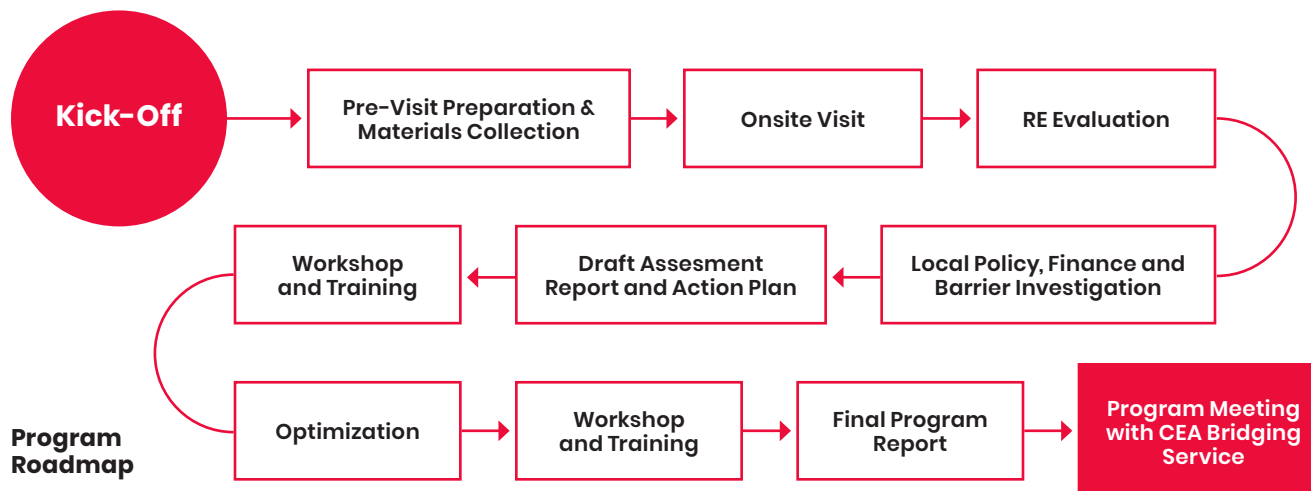 Kick-Off
Pre-Visit Preparation &
Materials Collection
Onsite Visit
RE Evaluation
Local Policy, Finance and
Barrier Investigation
Draft Assesment
Report and Action Plan
Workshop
and Training
Optimization
Workshop
and Training
Final Program
Report
Program Meeting
with CEA Bridging
Service
Program
Roadmap